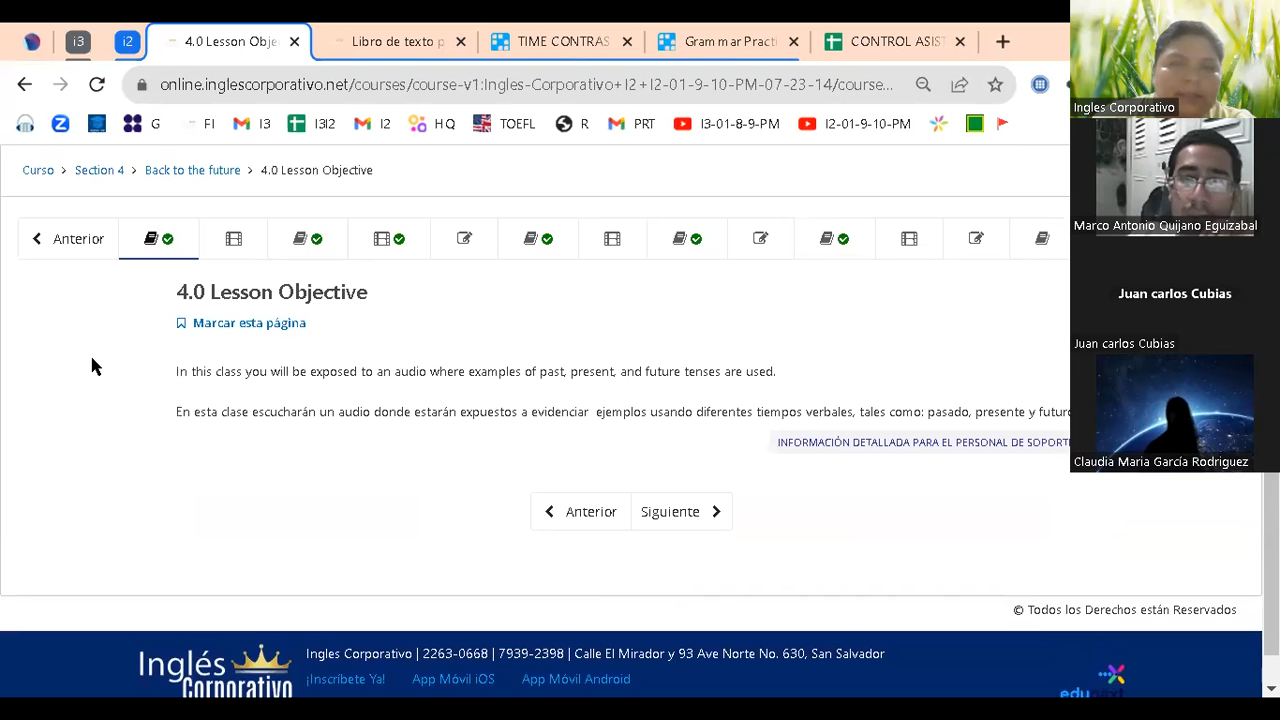 i3
i2
4.0 Lesson Obje
Libro de texto p
TIME CONTRAS
Grammar Practi
CONTROL ASIST
online.inglescorporativo.net/courses/course-v1:Ingles-Corporativo+I2+I2-01-9-10-PM-07-23-14/course...
G
FI
I3
I3I2
I2
HQ
TOEFL
R
PRT
I3-01-8-9-PM
I2-01-9-10-PM
Curso > Section 4 > Back to the future > 4.0 Lesson Objective
Anterior
4.0 Lesson Objective
Marcar esta página
In this class you will be exposed to an audio where examples of past, present, and future tenses are used.
En esta clase escucharán un audio donde estarán expuestos a evidenciar ejemplos usando diferentes tiempos verbales, tales como: pasado, presente y futuro
INFORMACIÓN DETALLADA PARA EL PERSONAL DE SOPORT
Anterior
Siguiente
© Todos los Derechos están Reservados
Inglés Corporativo
Ingles Corporativo | 2263-0668 | 7939-2398 | Calle El Mirador y 93 Ave Norte No. 630, San Salvador
¡Inscríbete Ya!
App Móvil iOS
App Móvil Android
Ingles Corporativo
Marco Antonio Quijano Eguizabal
Juan carlos Cubias
Juan carlos Cubias
Claudia Maria García Rodriguez